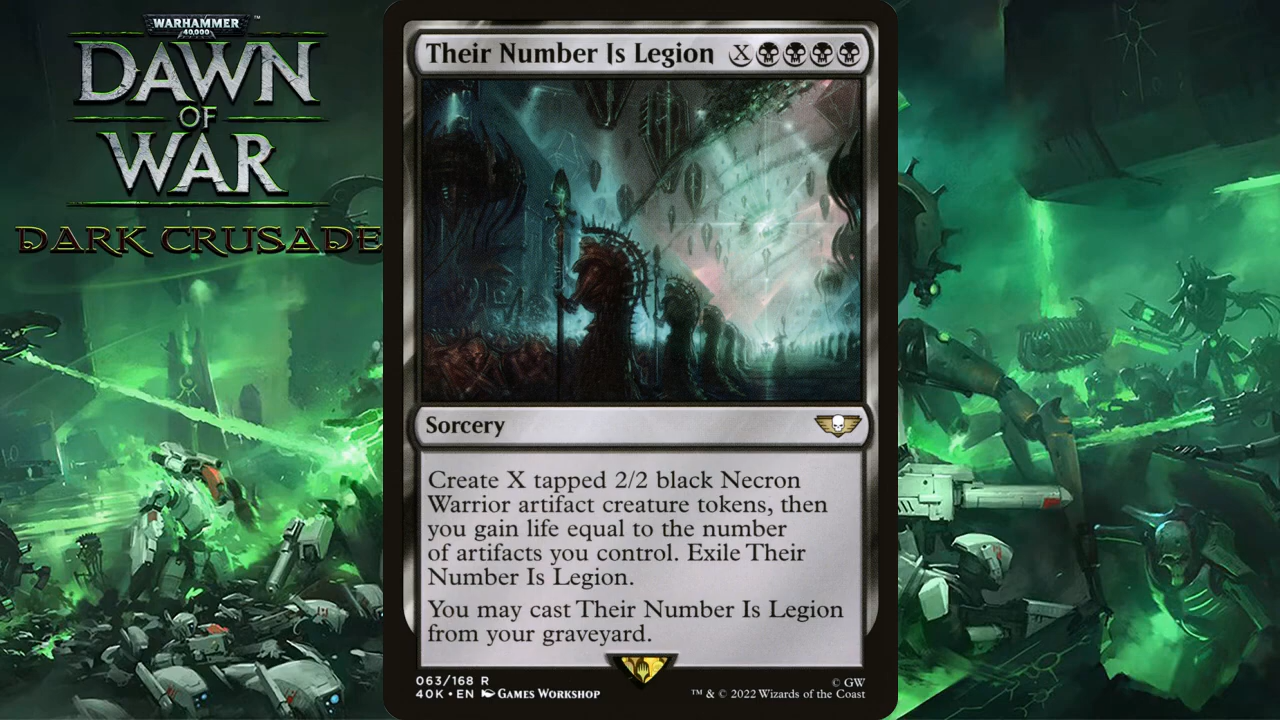 WARHAMMER™
40,000
DAWN
OF
WAR
DARK CRUSADE
Their Number Is Legion X
Sorcery
Create X tapped 2/2 black Necron
Warrior artifact creature tokens, then
you gain life equal to the number
of artifacts you control. Exile Their
Number Is Legion.
You may cast Their Number Is Legion
from your graveyard.
063/168 R
40K • EN GAMES WORKSHOP
© GW
™ & © 2022 Wizards of the Coast